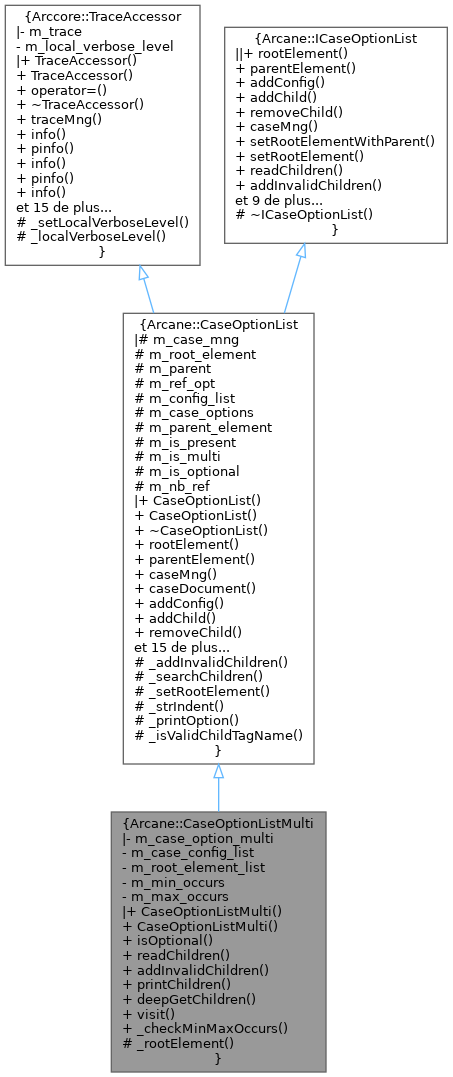 {Arccore::TraceAccessor
|- m_trace
- m_local_verbose_level
|+ TraceAccessor()
+ TraceAccessor()
+ operator=()
+ ~TraceAccessor()
+ traceMng()
+ info()
+ pinfo()
+ info()
+ pinfo()
+ info()
et 15 de plus...
# _setLocalVerboseLevel()
# _localVerboseLevel()
}
{Arcane::ICaseOptionList
||+ rootElement()
+ parentElement()
+ addConfig()
+ addChild()
+ removeChild()
+ caseMng()
+ setRootElementWithParent()
+ setRootElement()
+ readChildren()
+ addInvalidChildren()
et 9 de plus...
# ~ICaseOptionList()
}
{Arcane::CaseOptionList
|# m_case_mng
# m_root_element
# m_parent
# m_ref_opt
# m_config_list
# m_case_options
# m_parent_element
# m_is_present
# m_is_multi
# m_is_optional
# m_nb_ref
|+ CaseOptionList()
+ CaseOptionList()
+ ~CaseOptionList()
+ rootElement()
+ parentElement()
+ caseMng()
+ caseDocument()
+ addConfig()
+ addChild()
+ removeChild()
et 15 de plus...
# _addInvalidChildren()
# _searchChildren()
# _setRootElement()
# _strIndent()
# _printOption()
# _isValidChildTagName()
}
{Arcane::CaseOptionListMulti
|- m_case_option_multi
- m_case_config_list
- m_root_element_list
- m_min_occurs
- m_max_occurs
|+ CaseOptionListMulti()
+ CaseOptionListMulti()
+ isOptional()
+ readChildren()
+ addInvalidChildren()
+ printChildren()
+ deepGetChildren()
+ visit()
+ _checkMinMaxOccurs()
# _rootElement()
}